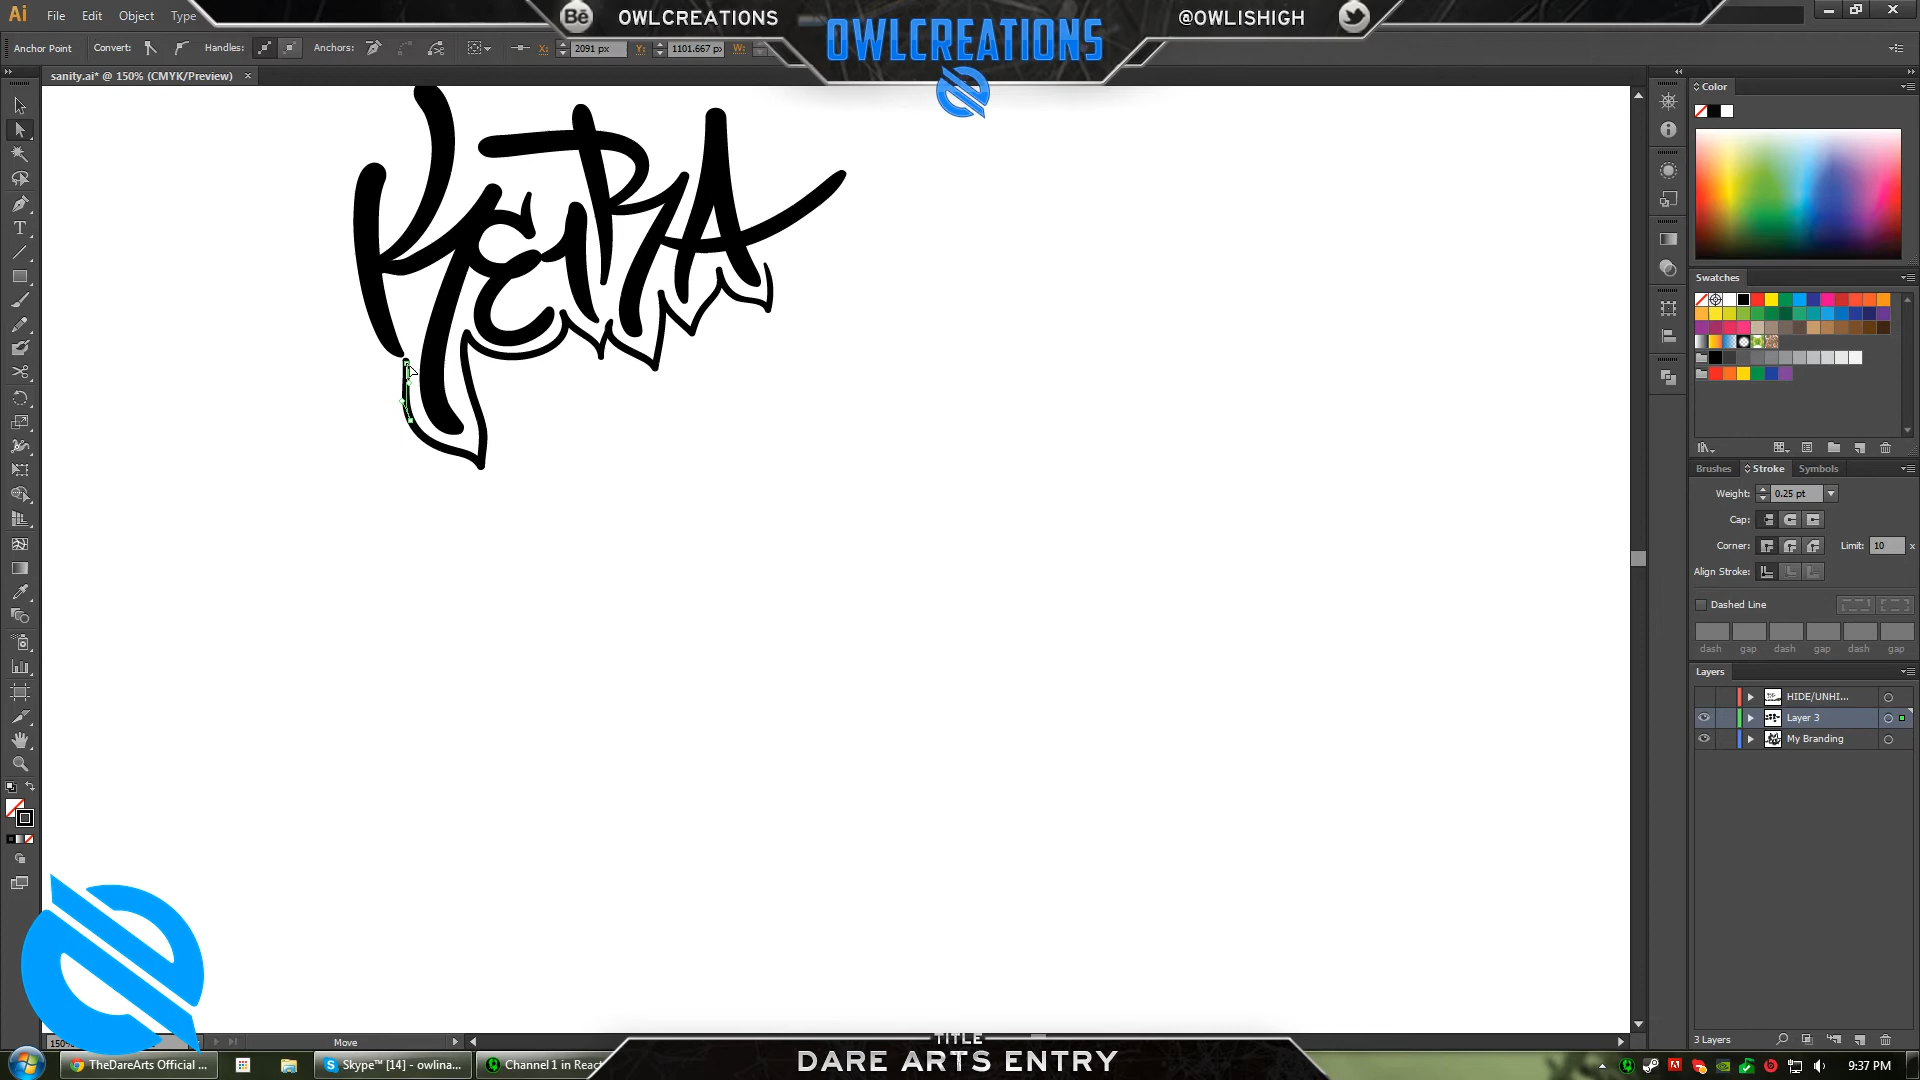 Ai File Edit Object Type
OWLCREATIONS
OWLCREATIONS
@OWLISHIGH
Anchor Point Convert: Handles: Anchors: X: 2091 px Y: 1101.667 px W:
sanity.ai* @ 150% (CMYK/Preview) ×
KERA
Color
Swatches
Brushes Stroke Symbols
Weight: 0.25 pt
Cap:
Corner: Limit: 10 x
Align Stroke:
Dashed Line
dash gap dash gap dash gap
Layers
HIDE/UNHI...
Layer 3
My Branding
3 Layers
150% Move
TITLE
DARE ARTS ENTRY
TheDareArts Official ...
Skype™ [14] - owlina...
Channel 1 in React
9:37 PM